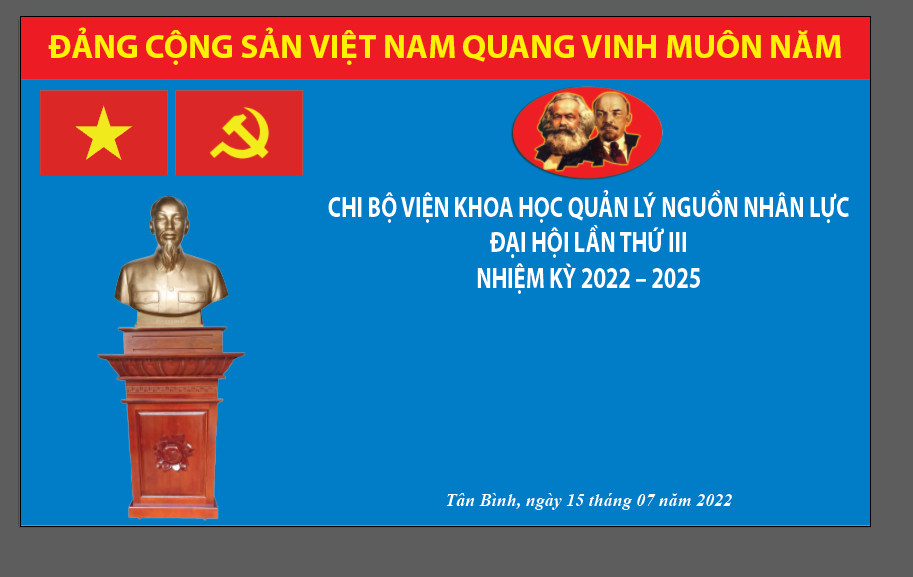 ĐẢNG CỘNG SẢN VIỆT NAM QUANG VINH MUÔN NĂM
CHI BỘ VIỆN KHOA HỌC QUẢN LÝ NGUỒN NHÂN LỰC
ĐẠI HỘI LẦN THỨ III
NHIỆM KỲ 2022 – 2025
Tân Bình, ngày 15 tháng 07 năm 2022